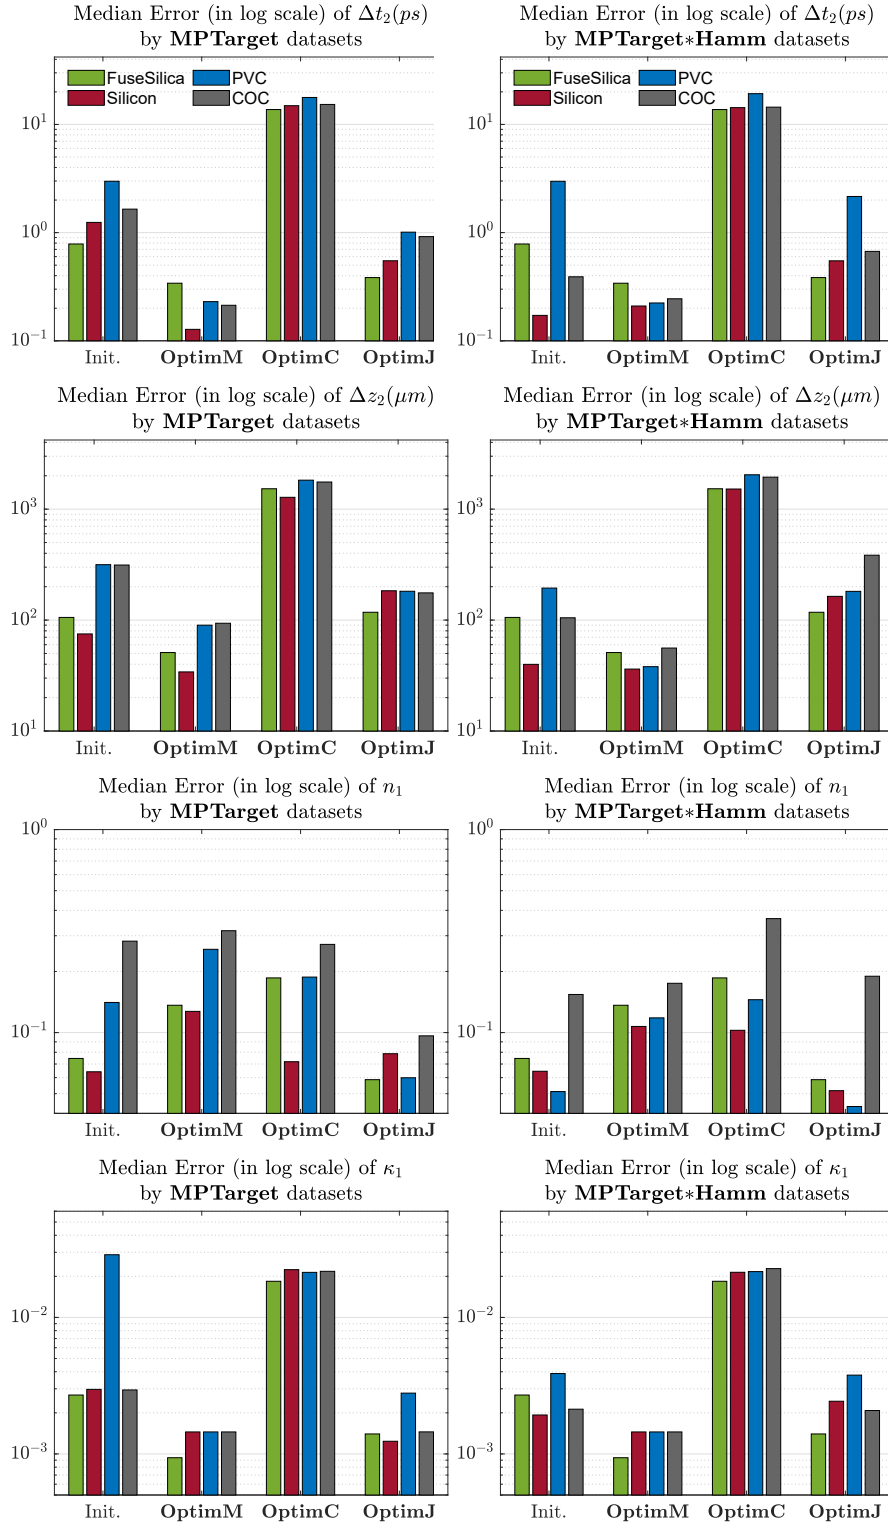 Median Error (in log scale) of Δt₂(ps)
by MPTarget datasets
FuseSilica PVC
Silicon COC
10¹
10⁰
10⁻¹
Init. OptimM OptimC OptimJ
Median Error (in log scale) of Δt₂(ps)
by MPTarget∗Hamm datasets
FuseSilica PVC
Silicon COC
10¹
10⁰
10⁻¹
Init. OptimM OptimC OptimJ
Median Error (in log scale) of Δz₂(μm)
by MPTarget datasets
10³
10²
10¹
Init. OptimM OptimC OptimJ
Median Error (in log scale) of Δz₂(μm)
by MPTarget∗Hamm datasets
10³
10²
10¹
Init. OptimM OptimC OptimJ
Median Error (in log scale) of n₁
by MPTarget datasets
10⁰
10⁻¹
Init. OptimM OptimC OptimJ
Median Error (in log scale) of n₁
by MPTarget∗Hamm datasets
10⁰
10⁻¹
Init. OptimM OptimC OptimJ
Median Error (in log scale) of κ₁
by MPTarget datasets
10⁻²
10⁻³
Init. OptimM OptimC OptimJ
Median Error (in log scale) of κ₁
by MPTarget∗Hamm datasets
10⁻²
10⁻³
Init. OptimM OptimC OptimJ